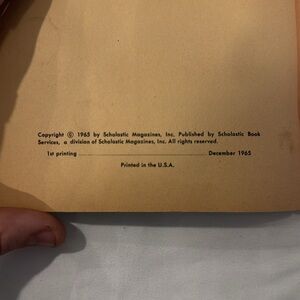 Copyright © 1965 by Scholastic Magazines, Inc. Published by Scholastic Book
Services, a division of Scholastic Magazines, Inc. All rights reserved.
1st printing ........................................ December 1965
Printed in the U.S.A.